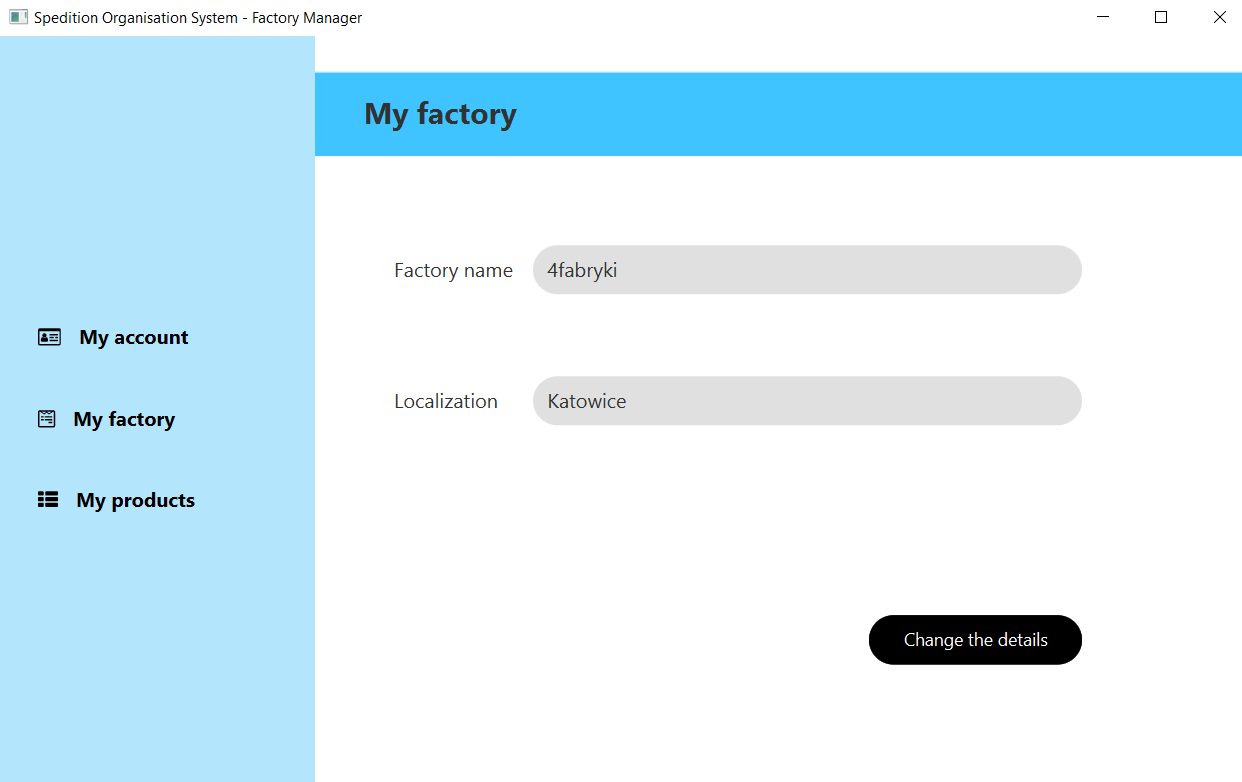 Spedition Organisation System - Factory Manager
My factory
Factory name 4fabryki
Localization Katowice
My account
My factory
My products
Change the details